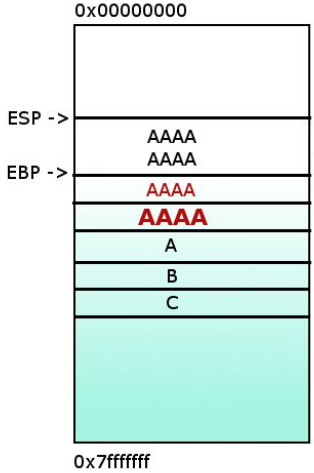 0x00000000
ESP ->
AAAA
AAAA
EBP ->
AAAA
AAAA
A
B
C
0x7fffffff